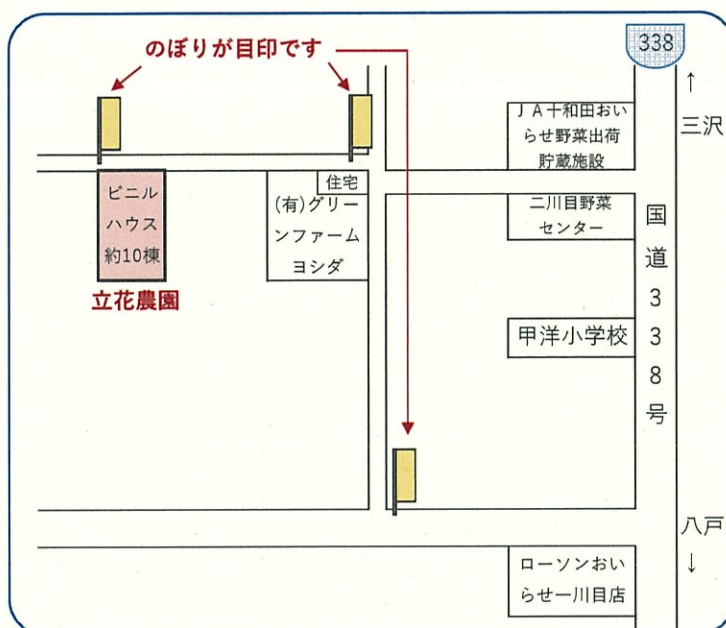 のぼりが目印です
338
↑
三沢
JA十和田おい
らせ野菜出荷
貯蔵施設
住宅
(有)グリー
ンファーム
ヨシダ
ビニル
ハウス
約10棟
立花農園
二川目野菜
センター
国道338号
甲洋小学校
八戸
↓
ローソンおい
らせ一川目店